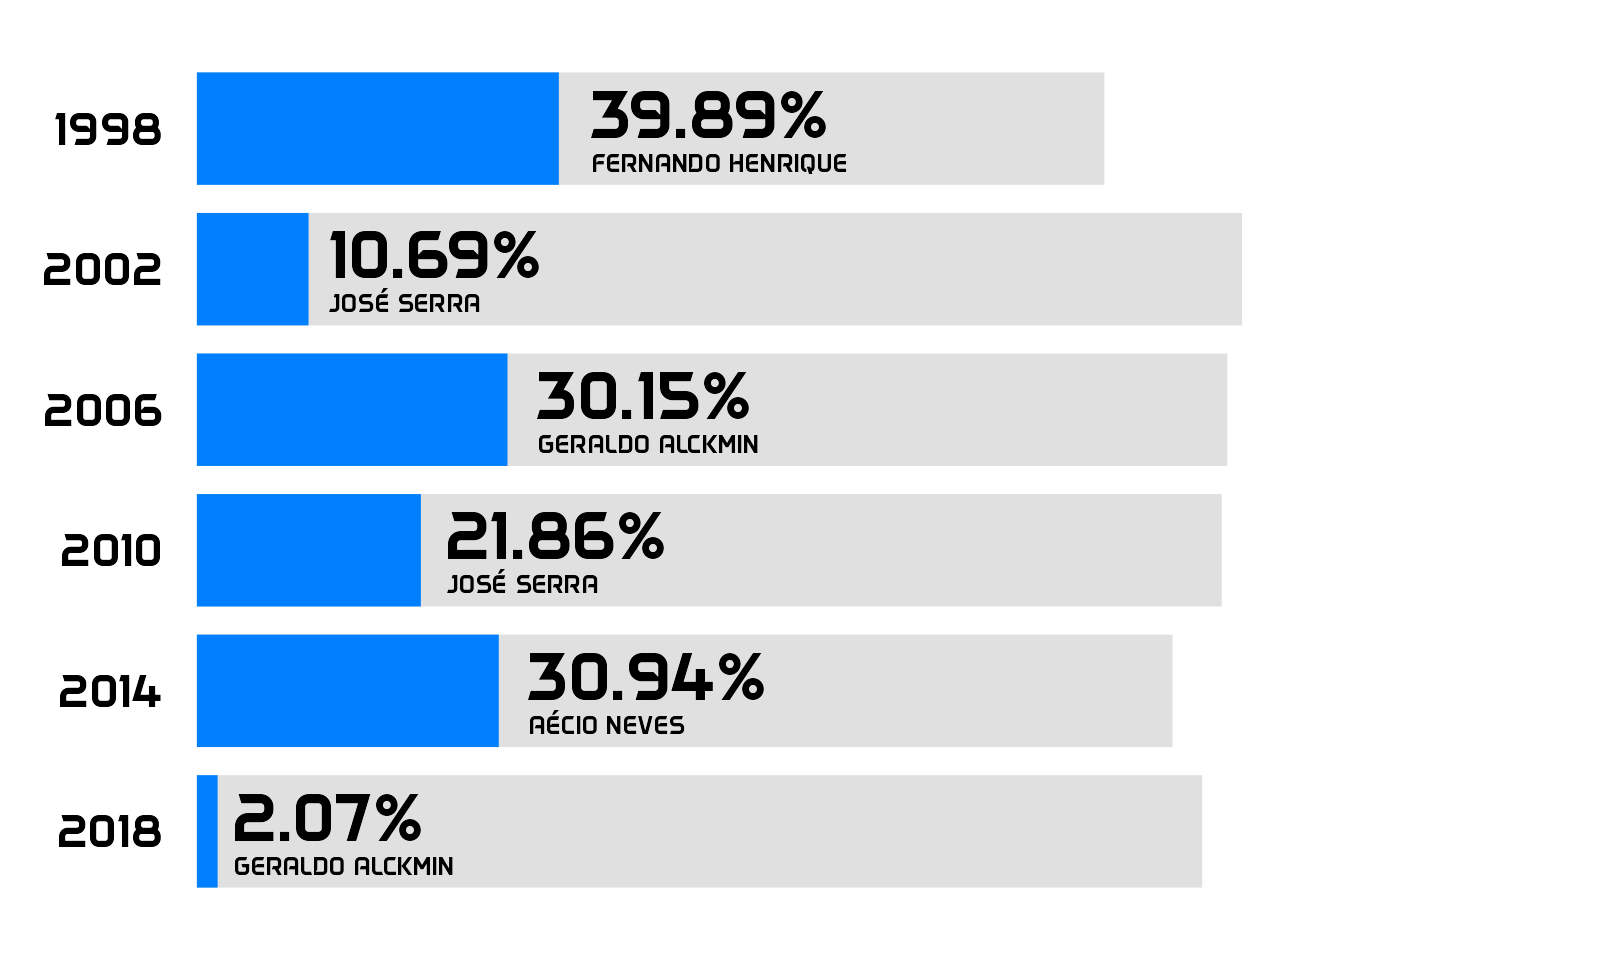 1998
39.89%
FERNANDO HENRIQUE
2002
10.69%
JOSÉ SERRA
2006
30.15%
GERALDO ALCKMIN
2010
21.86%
JOSÉ SERRA
2014
30.94%
AÉCIO NEVES
2018
2.07%
GERALDO ALCKMIN